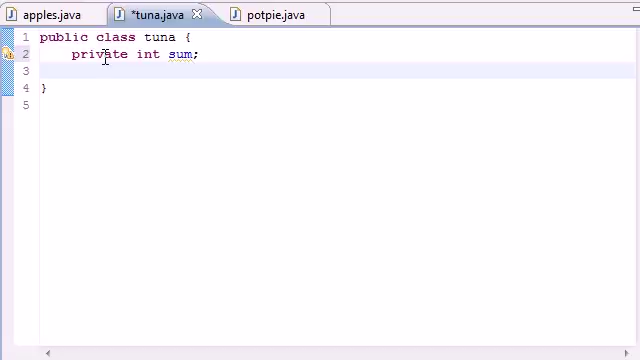 apples.java *tuna.java potpie.java
1 public class tuna {
2 private int sum;
3
4 }
5